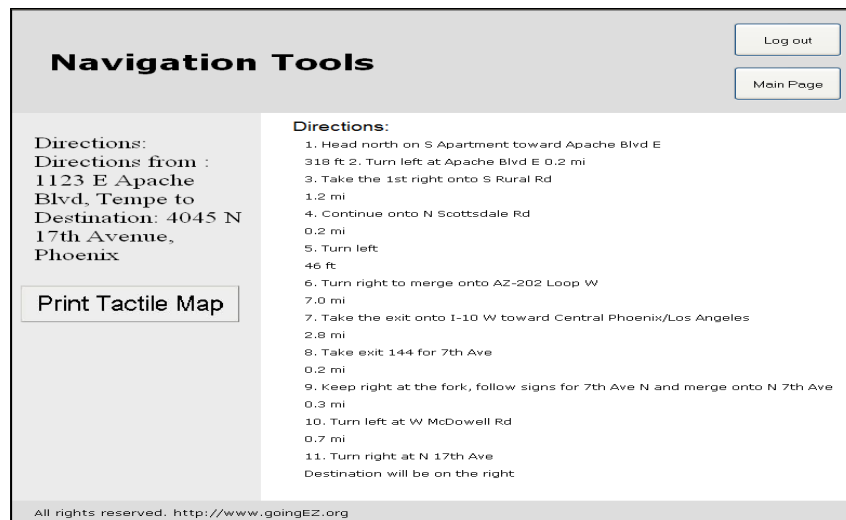 Navigation Tools
Log out
Main Page
Directions:
Directions from :
1123 E Apache
Blvd, Tempe to
Destination: 4045 N
17th Avenue,
Phoenix
Print Tactile Map
Directions:
1. Head north on S Apartment toward Apache Blvd E
318 ft 2. Turn left at Apache Blvd E 0.2 mi
3. Take the 1st right onto S Rural Rd
1.2 mi
4. Continue onto N Scottsdale Rd
0.2 mi
5. Turn left
46 ft
6. Turn right to merge onto AZ-202 Loop W
7.0 mi
7. Take the exit onto I-10 W toward Central Phoenix/Los Angeles
2.8 mi
8. Take exit 144 for 7th Ave
0.2 mi
9. Keep right at the fork, follow signs for 7th Ave N and merge onto N 7th Ave
0.3 mi
10. Turn left at W McDowell Rd
0.7 mi
11. Turn right at N 17th Ave
Destination will be on the right
All rights reserved. http://www.goingEZ.org